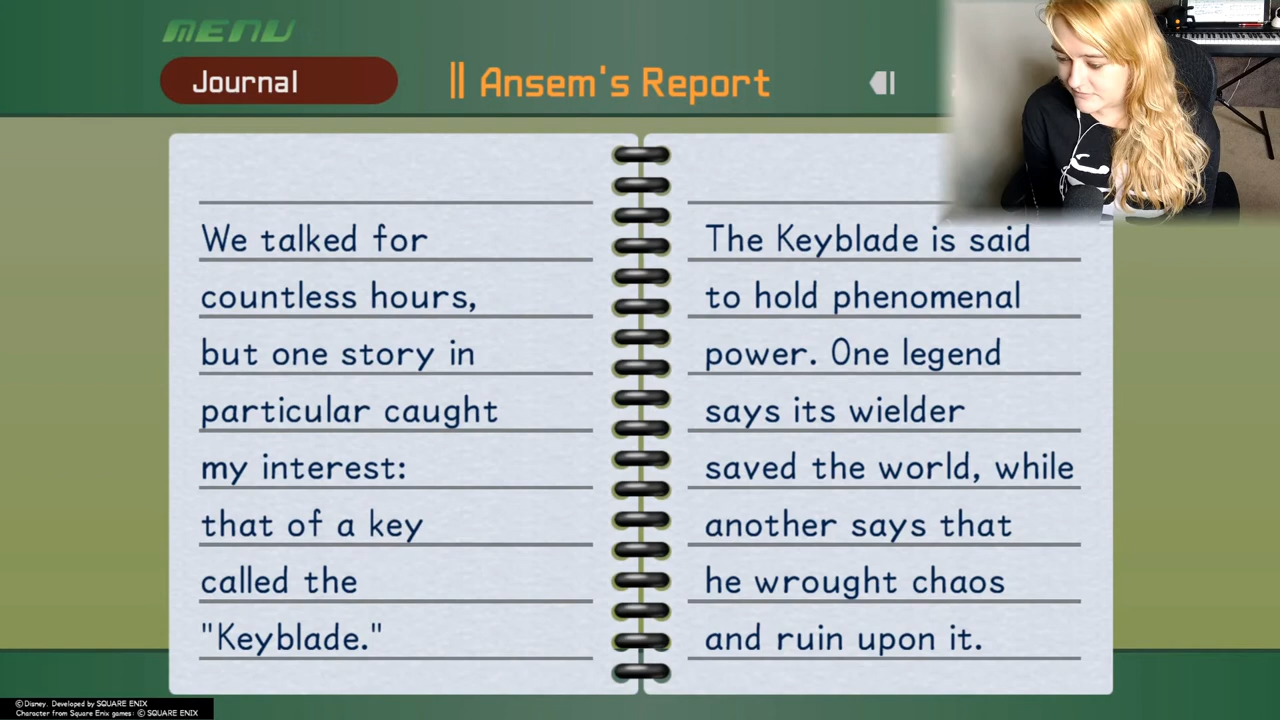 MENU
Journal
Ansem's Report
We talked for
countless hours,
but one story in
particular caught
my interest:
that of a key
called the
"Keyblade."
The Keyblade is said
to hold phenomenal
power. One legend
says its wielder
saved the world, while
another says that
he wrought chaos
and ruin upon it.
©Disney. Developed by SQUARE ENIX
Character from Square Enix games: © SQUARE ENIX